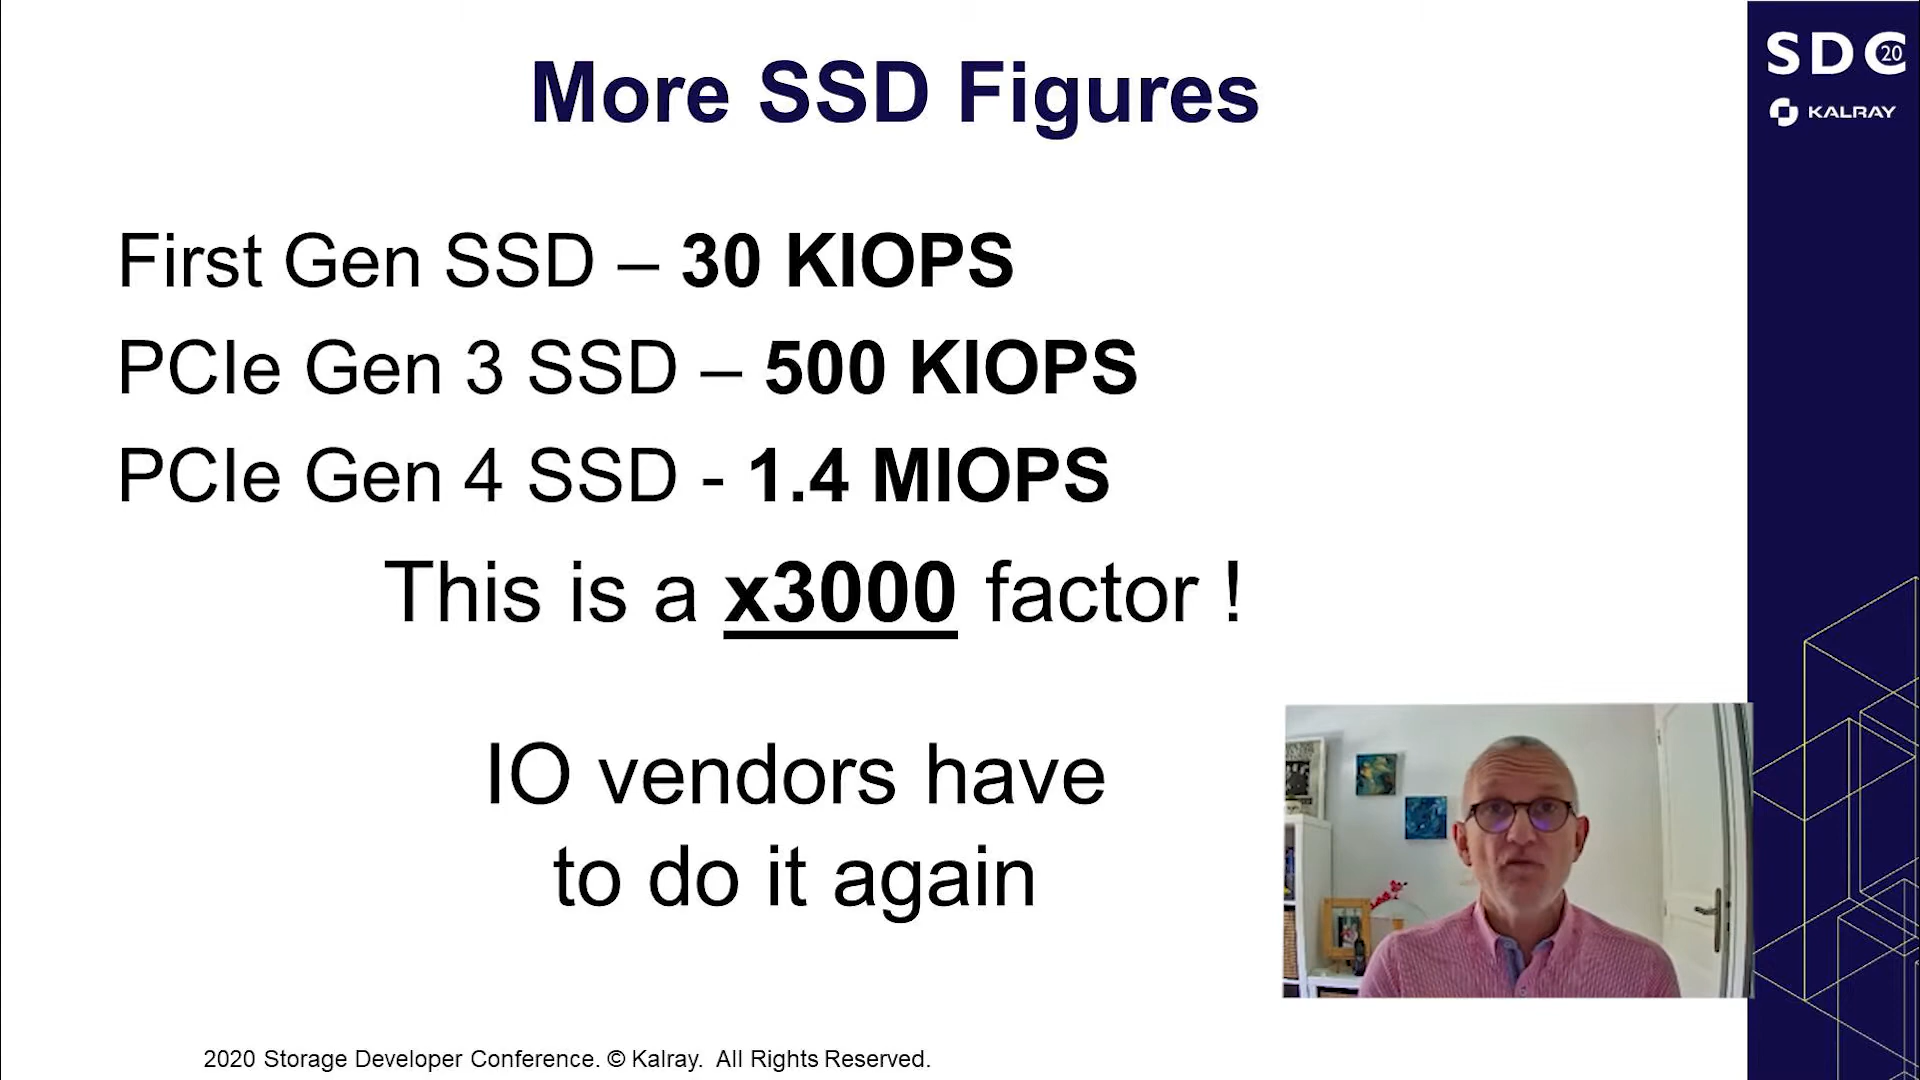 More SSD Figures
SDC 20
KALRAY
First Gen SSD – 30 KIOPS
PCIe Gen 3 SSD – 500 KIOPS
PCIe Gen 4 SSD - 1.4 MIOPS
This is a x3000 factor !
IO vendors have
to do it again
2020 Storage Developer Conference. © Kalray. All Rights Reserved.